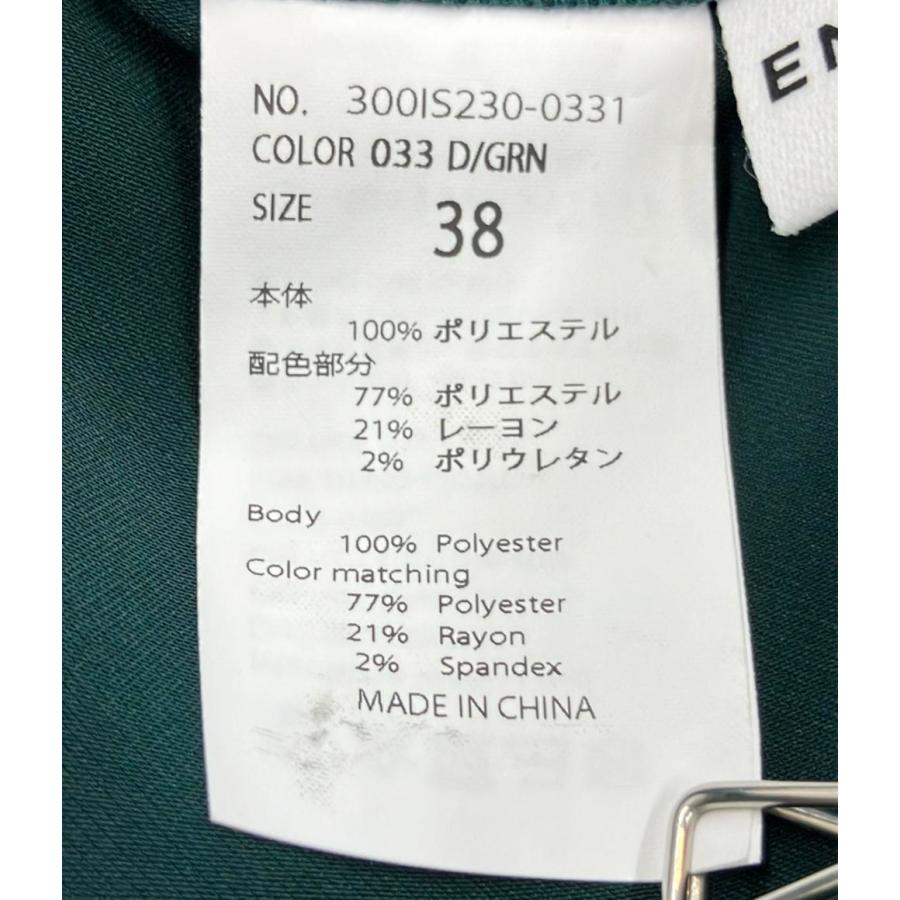 NO. 300IS230-0331
COLOR 033 D/GRN
SIZE 38
本体
100% ポリエステル
配色部分
77% ポリエステル
21% レーヨン
2% ポリウレタン
Body
100% Polyester
Color matching
77% Polyester
21% Rayon
2% Spandex
MADE IN CHINA